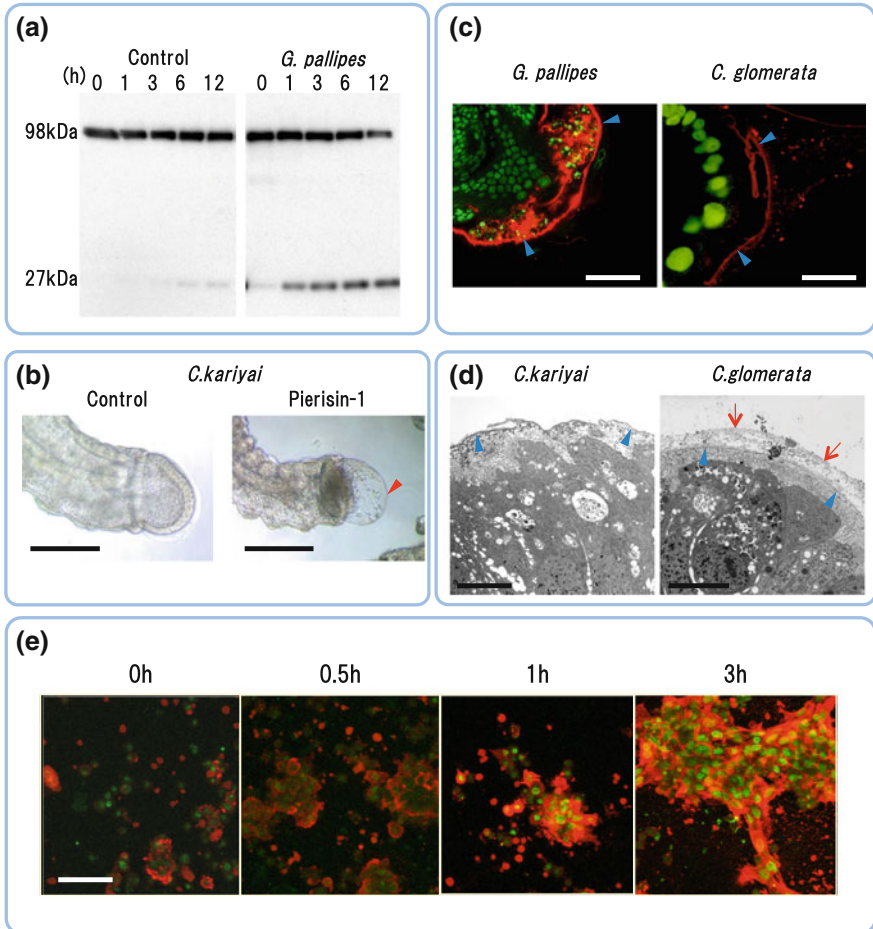 (a)
Control G. pallipes
(h) 0 1 3 6 12 0 1 3 6 12
98kDa
27kDa
(c)
G. pallipes C. glomerata
(b)
C.kariyai
Control Pierisin-1
(d)
C.kariyai C.glomerata
(e)
0h 0.5h 1h 3h